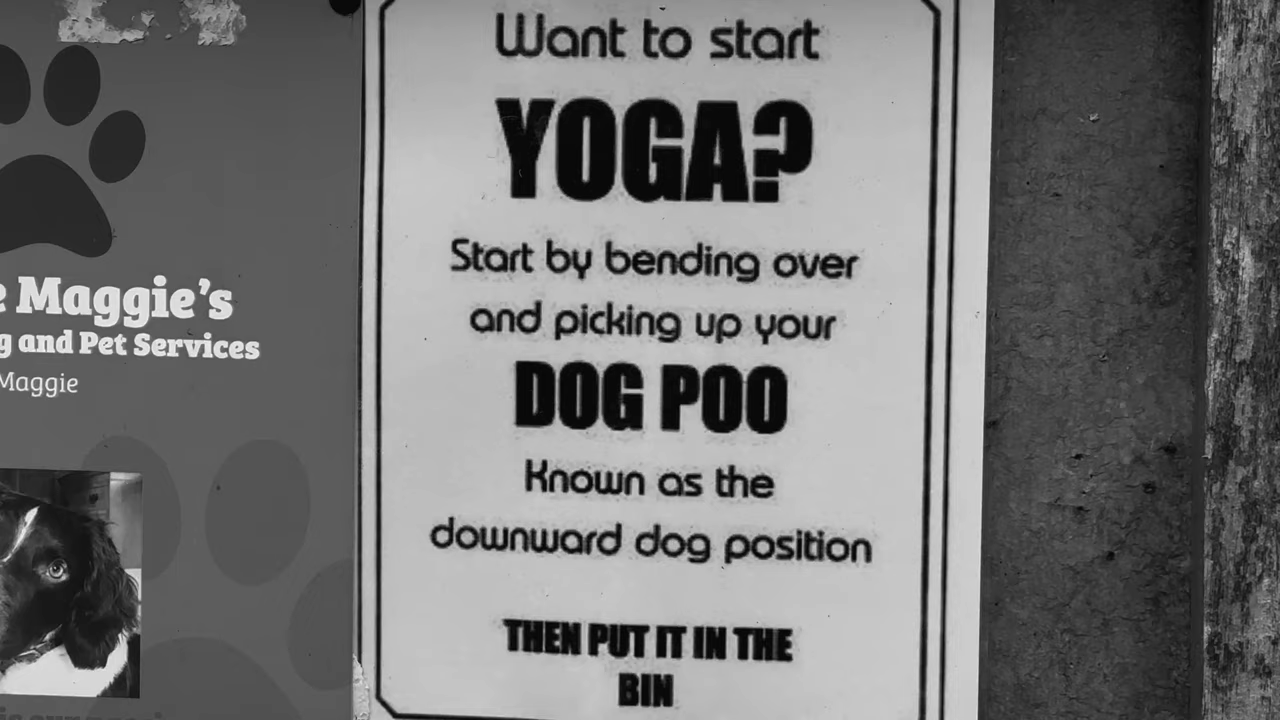 Maggie's
and Pet Services
Maggie
Want to start
YOGA?
Start by bending over
and picking up your
DOG POO
Known as the
downward dog position
THEN PUT IT IN THE
BIN